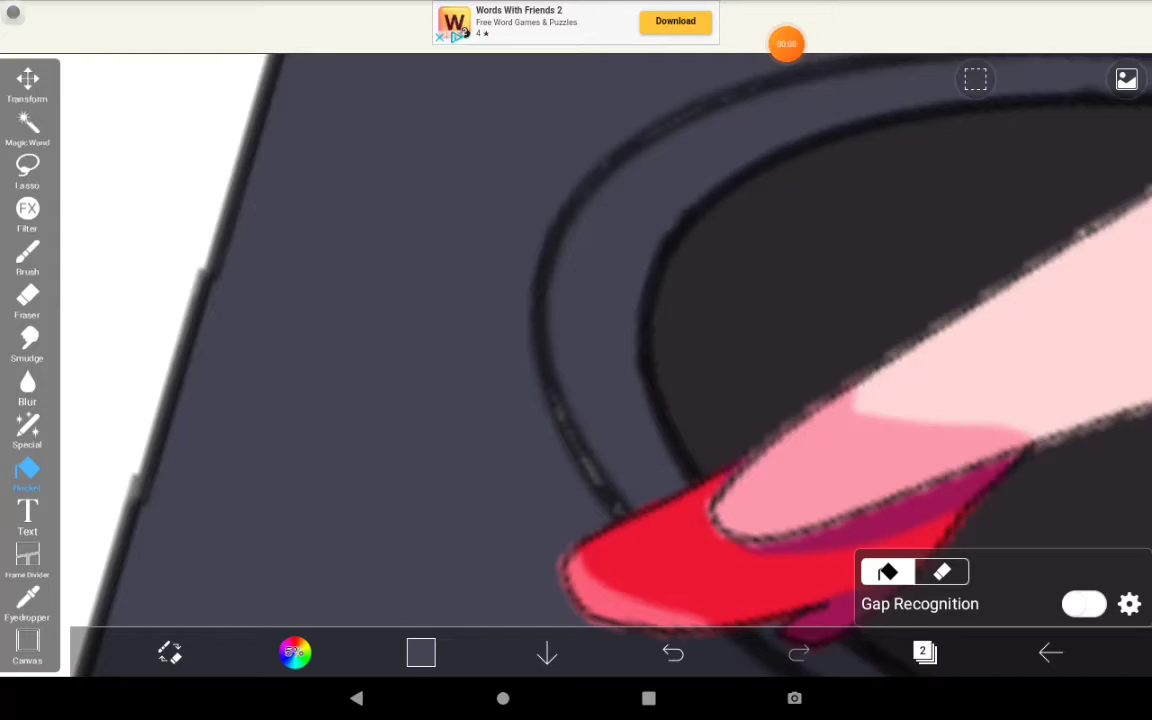 Words With Friends 2
Free Word Games & Puzzles
4 ★
Download
00:00
Transform
Magic Wand
Lasso
FX
Filter
Brush
Eraser
Smudge
Blur
Special
Text
Frame Divider
Eyedropper
Canvas
Gap Recognition
2